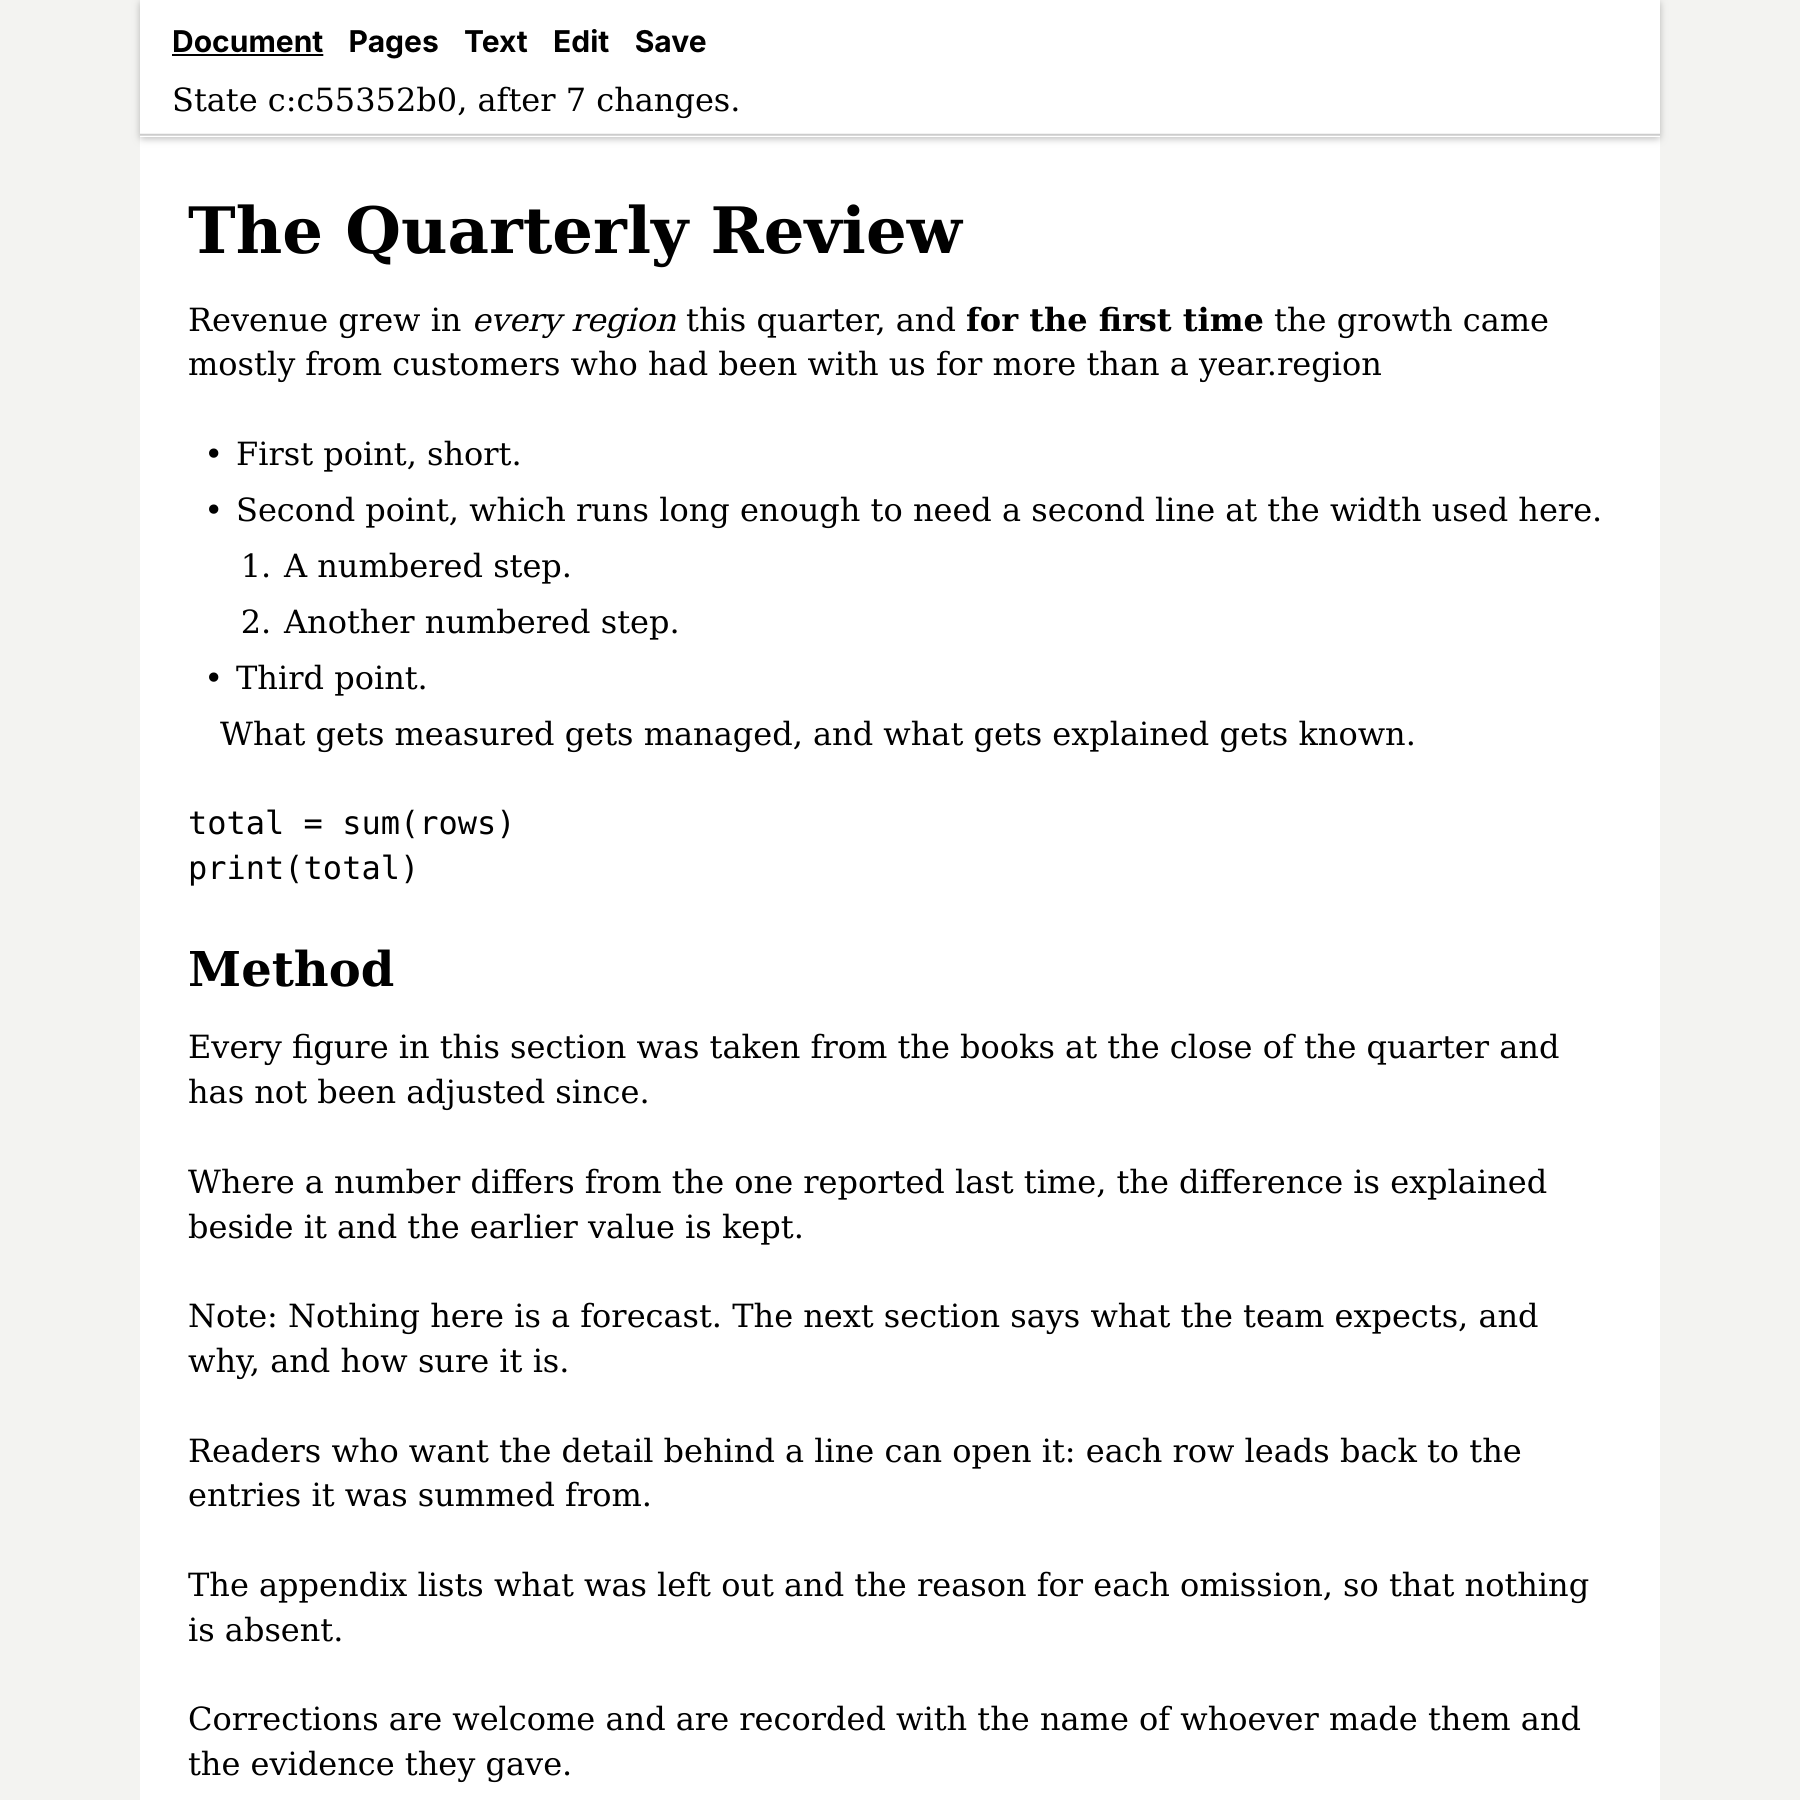 Document Pages Text Edit Save
State c:c55352b0, after 7 changes.
The Quarterly Review
Revenue grew in every region this quarter, and for the first time the growth came
mostly from customers who had been with us for more than a year.region
• First point, short.
• Second point, which runs long enough to need a second line at the width used here.
1. A numbered step.
2. Another numbered step.
• Third point.
What gets measured gets managed, and what gets explained gets known.
total = sum(rows)
print(total)
Method
Every figure in this section was taken from the books at the close of the quarter and
has not been adjusted since.
Where a number differs from the one reported last time, the difference is explained
beside it and the earlier value is kept.
Note: Nothing here is a forecast. The next section says what the team expects, and
why, and how sure it is.
Readers who want the detail behind a line can open it: each row leads back to the
entries it was summed from.
The appendix lists what was left out and the reason for each omission, so that nothing
is absent.
Corrections are welcome and are recorded with the name of whoever made them and
the evidence they gave.